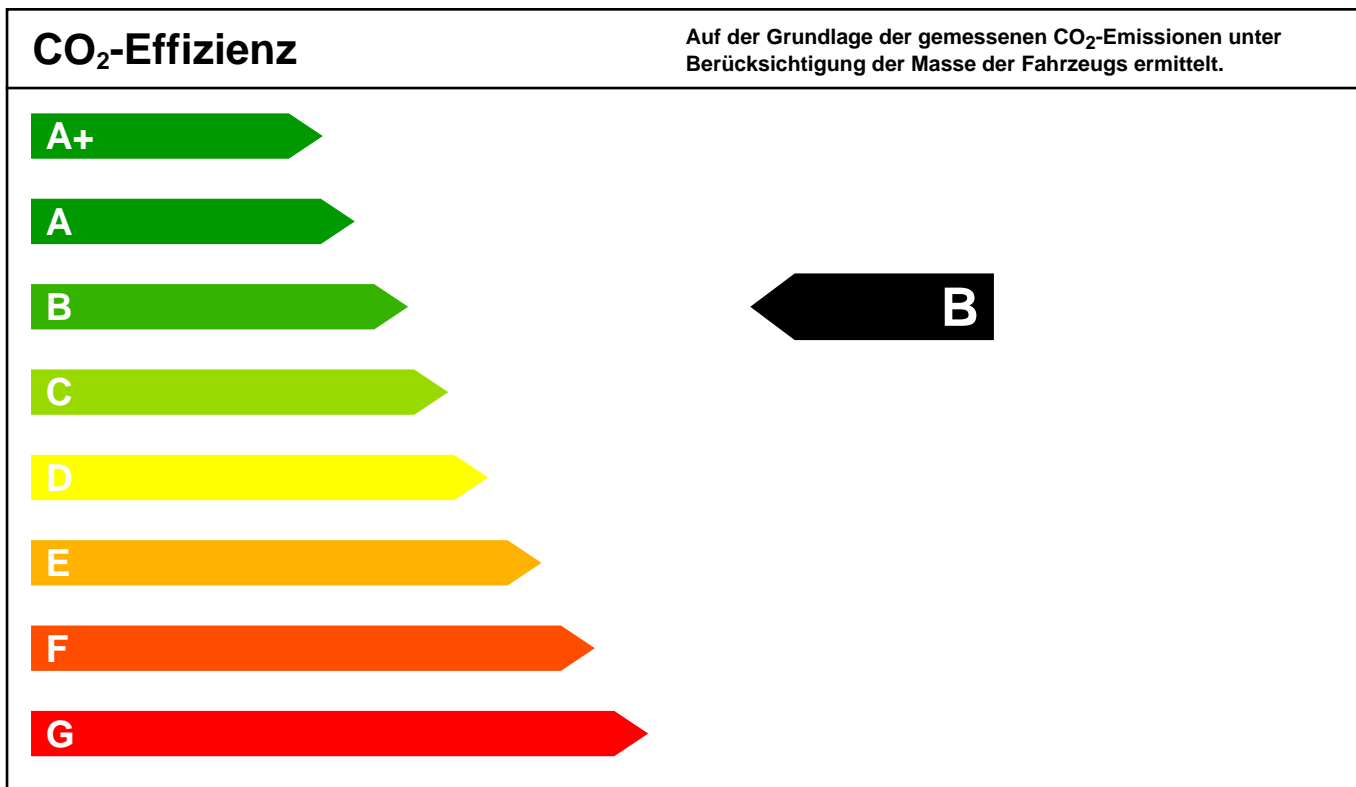 CO₂-Effizienz
Auf der Grundlage der gemessenen CO₂-Emissionen unter
Berücksichtigung der Masse der Fahrzeugs ermittelt.
A+
A
B
B
C
D
E
F
G